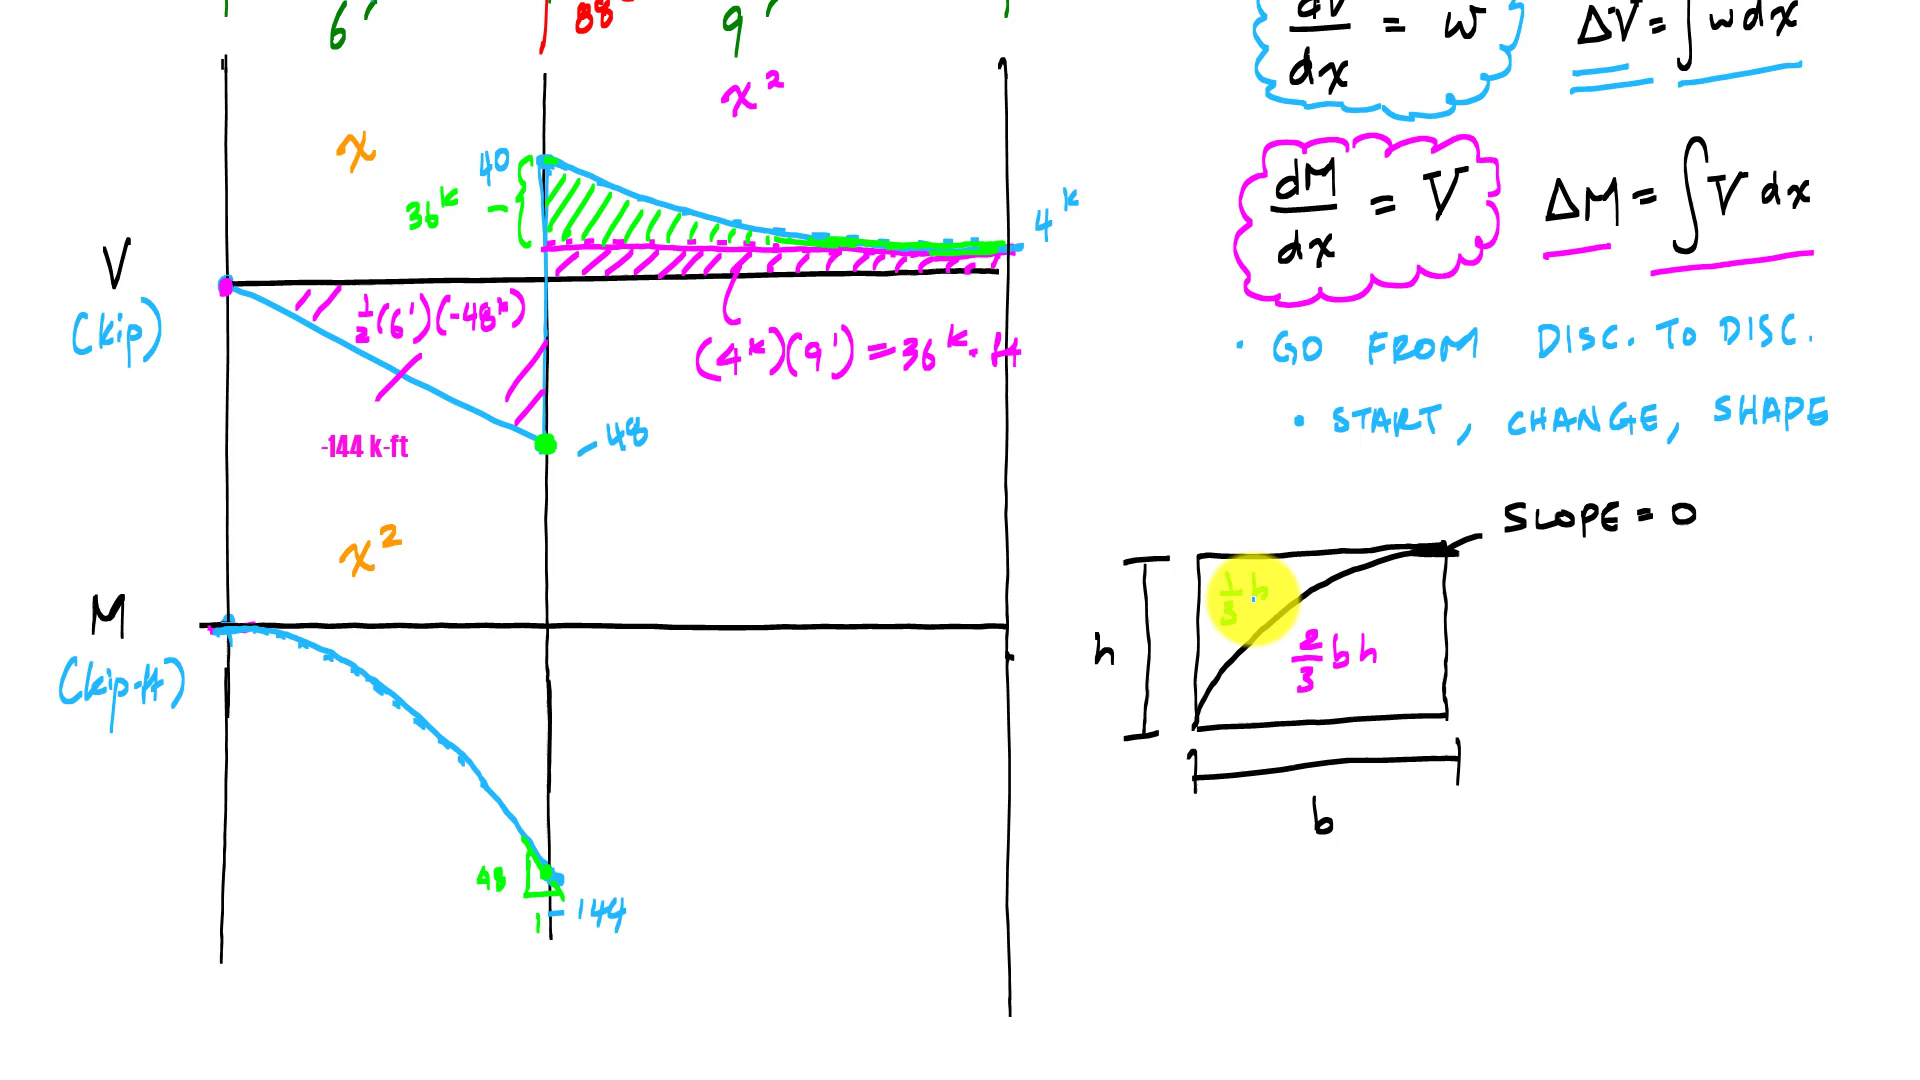 6'
88
9'
x²
x
40
36ᵏ
4ᵏ
V
(kip)
½(6')(-48ᵏ)
(4ᵏ)(9') = 36ᵏ·ft
-144 k-ft
-48
x²
M
(kip-ft)
48
1
-144
dV/dx = w
ΔV = ∫ w dx
dM/dx = V
ΔM = ∫ V dx
· GO FROM DISC. TO DISC.
· START, CHANGE, SHAPE
SLOPE = 0
1/3 b
h
2/3 bh
b